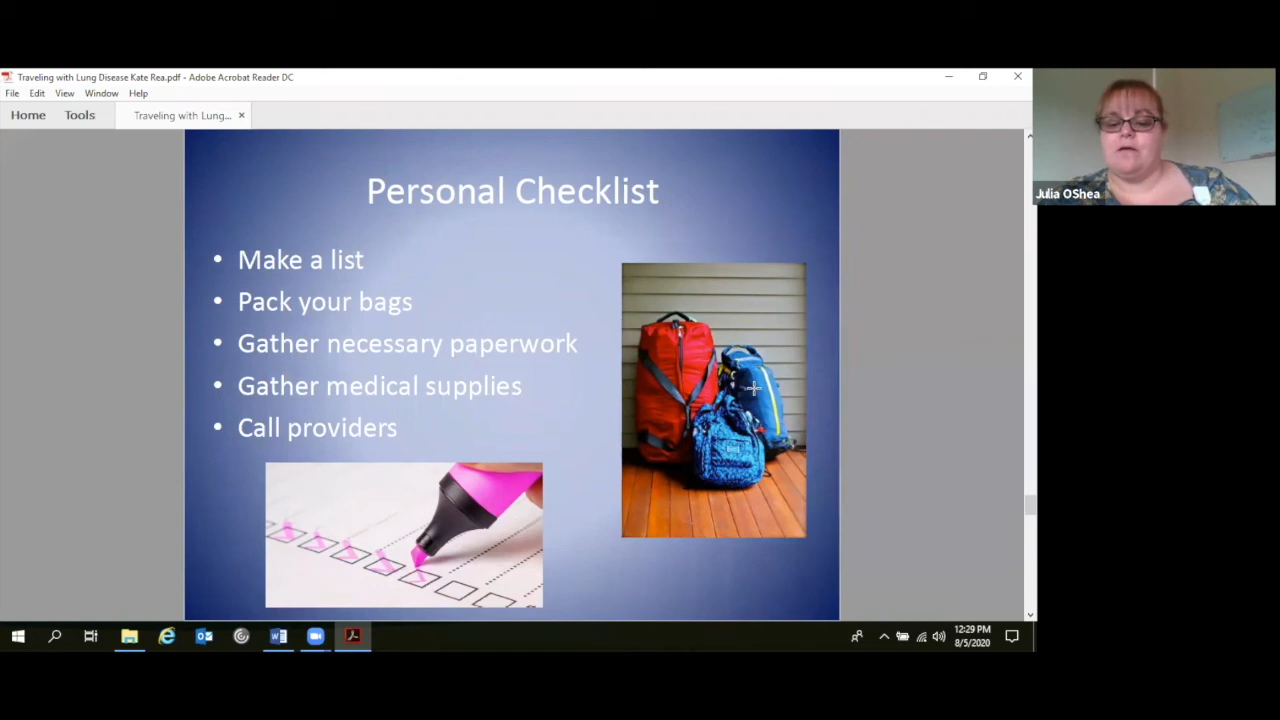 Traveling with Lung Disease Kate Rea.pdf - Adobe Acrobat Reader DC
File Edit View Window Help
Home Tools Traveling with Lung...
Personal Checklist
• Make a list
• Pack your bags
• Gather necessary paperwork
• Gather medical supplies
• Call providers
Julia OShea
12:29 PM
8/5/2020